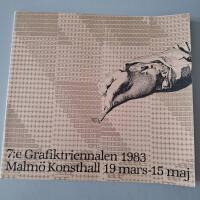 7:e Grafiktriennalen 1983
Malmö Konsthall 19 mars-15 maj